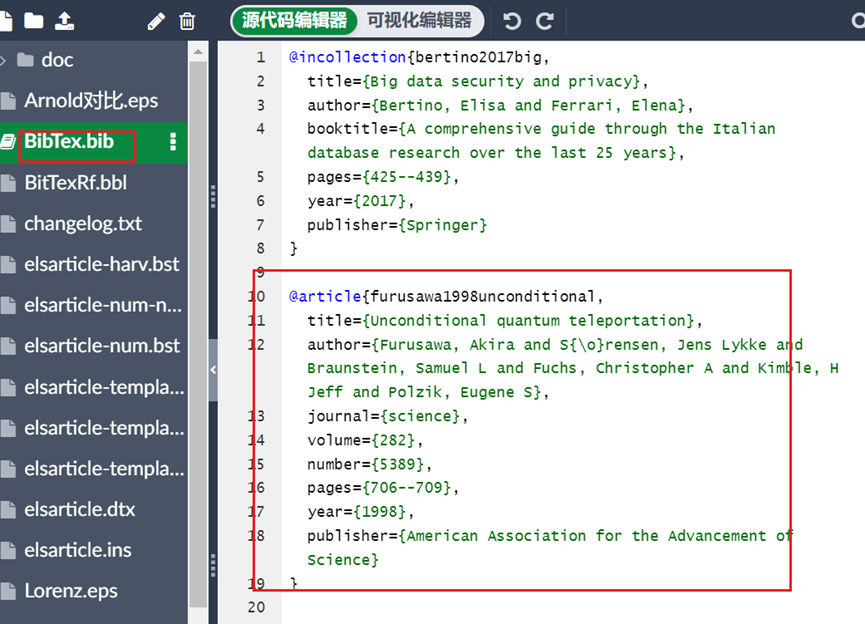 源代码编辑器 可视化编辑器
doc
Arnold对比.eps
BibTex.bib
BitTexRf.bbl
changelog.txt
elsarticle-harv.bst
elsarticle-num-n...
elsarticle-num.bst
elsarticle-templa...
elsarticle-templa...
elsarticle-templa...
elsarticle.dtx
elsarticle.ins
Lorenz.eps
1 @incollection{bertino2017big,
2 title={Big data security and privacy},
3 author={Bertino, Elisa and Ferrari, Elena},
4 booktitle={A comprehensive guide through the Italian
database research over the last 25 years},
5 pages={425--439},
6 year={2017},
7 publisher={Springer}
8 }
9
10 @article{furusawa1998unconditional,
11 title={Unconditional quantum teleportation},
12 author={Furusawa, Akira and S{\o}rensen, Jens Lykke and
Braunstein, Samuel L and Fuchs, Christopher A and Kimble, H
Jeff and Polzik, Eugene S},
13 journal={science},
14 volume={282},
15 number={5389},
16 pages={706--709},
17 year={1998},
18 publisher={American Association for the Advancement of
Science}
19 }
20